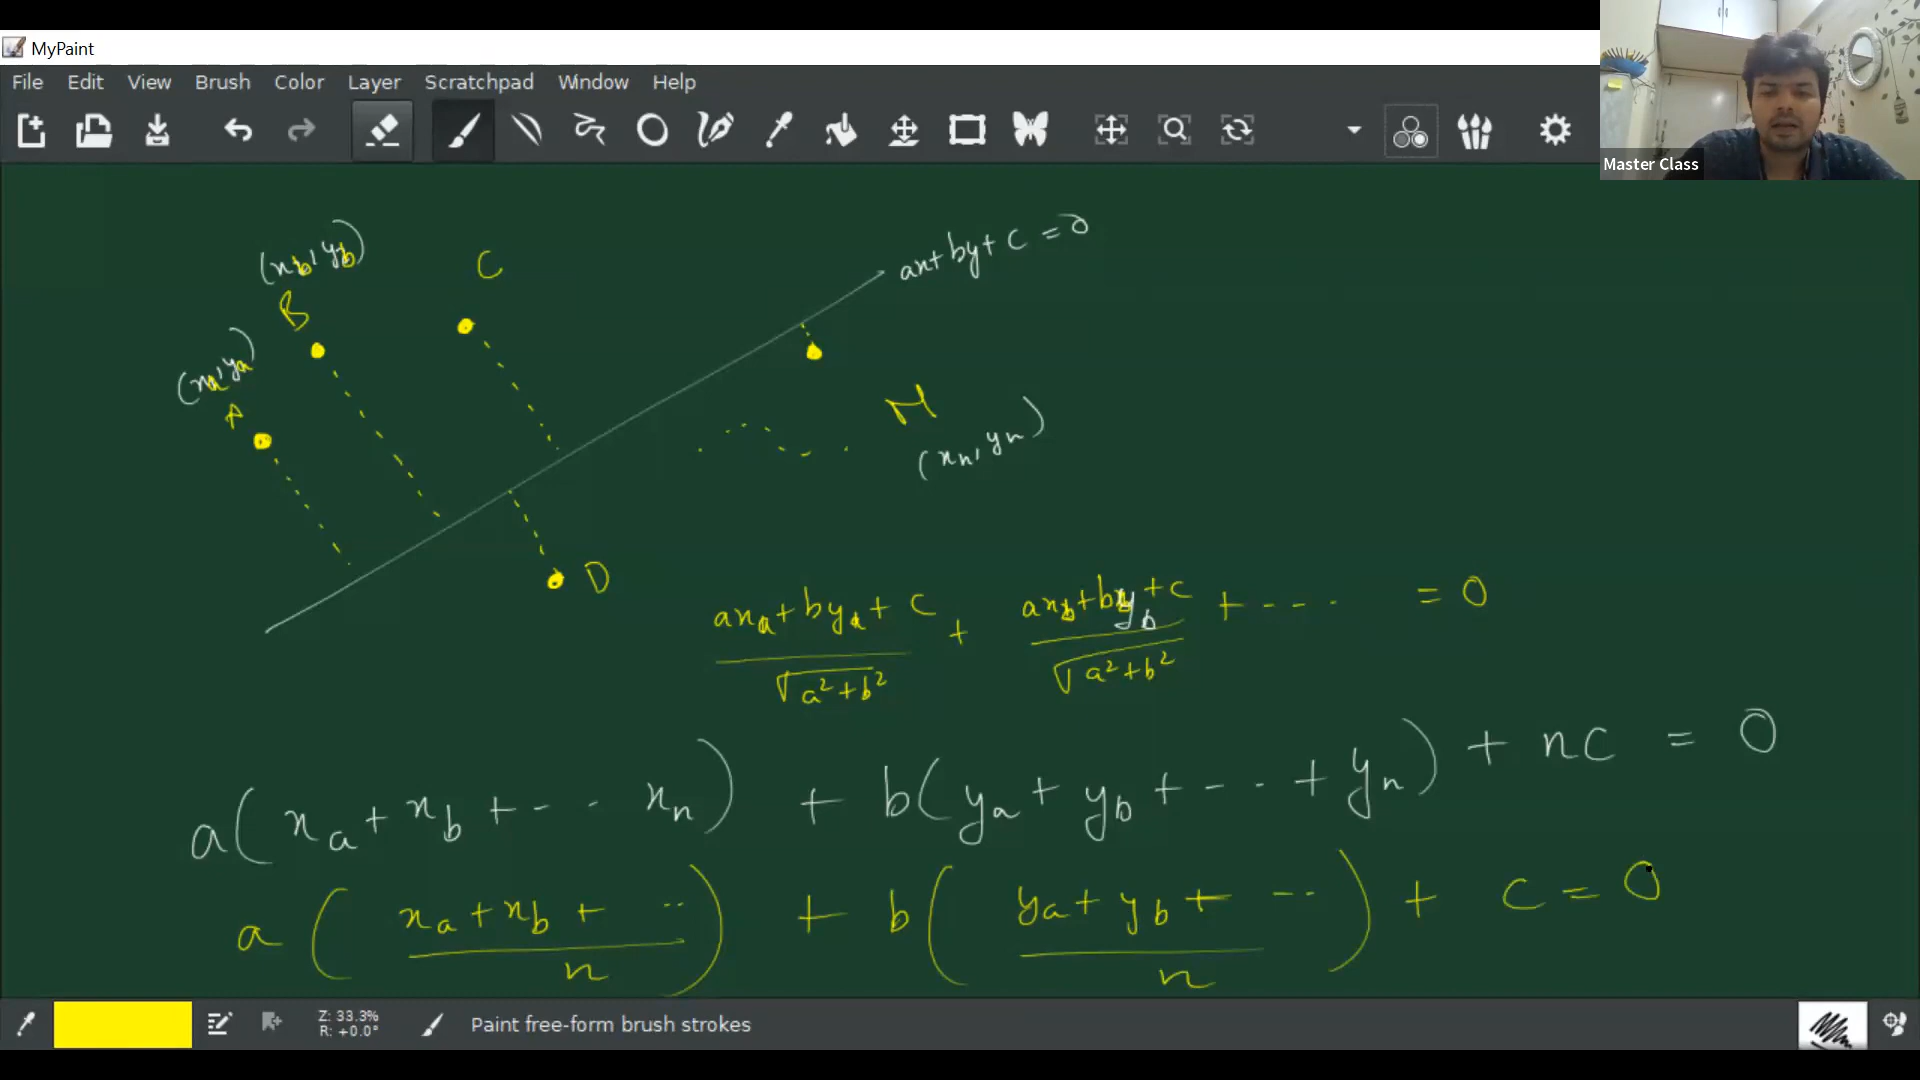 MyPaint
File Edit View Brush Color Layer Scratchpad Window Help
Master Class
(x_b, y_b)
B
C
ax + by + c = 0
(x_a, y_a)
A
M
(x_n, y_n)
D
(ax_a + by_a + c)/√(a² + b²) + (ax_b + by_b + c)/√(a² + b²) + - - - = 0
a(x_a + x_b + - - - x_n) + b(y_a + y_b + - - - + y_n) + nc = 0
a((x_a + x_b + ...)/n) + b((y_a + y_b + - - -)/n) + c = 0
Z: 33.3%
R: +0.0°
Paint free-form brush strokes